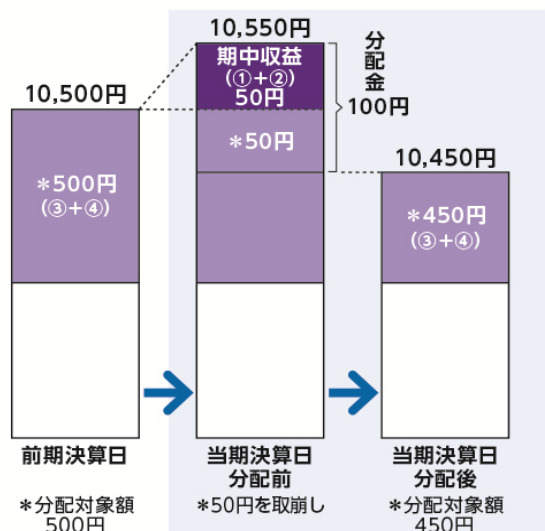 10,500円
*500円
(③+④)
前期決算日
*分配対象額
500円
10,550円
期中収益
(①+②)
50円
*50円
分配金
100円
当期決算日
分配前
*50円を取崩し
10,450円
*450円
(③+④)
当期決算日
分配後
*分配対象額
450円